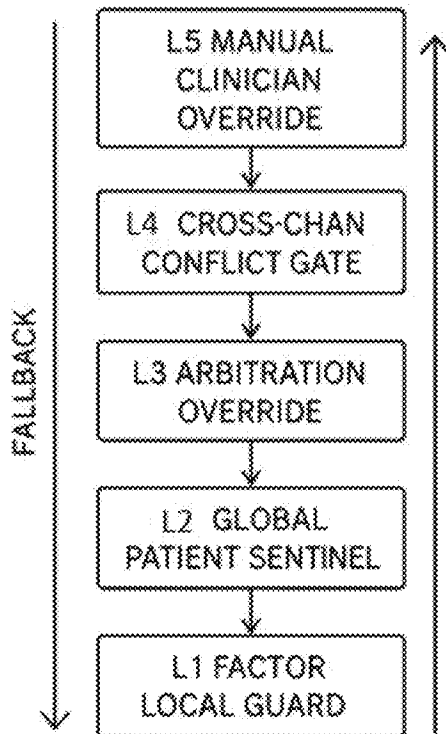 L5 MANUAL
CLINICIAN
OVERRIDE
L4 CROSS-CHAN
CONFLICT GATE
FALLBACK
L3 ARBITRATION
OVERRIDE
L2 GLOBAL
PATIENT SENTINEL
L1 FACTOR
LOCAL GUARD